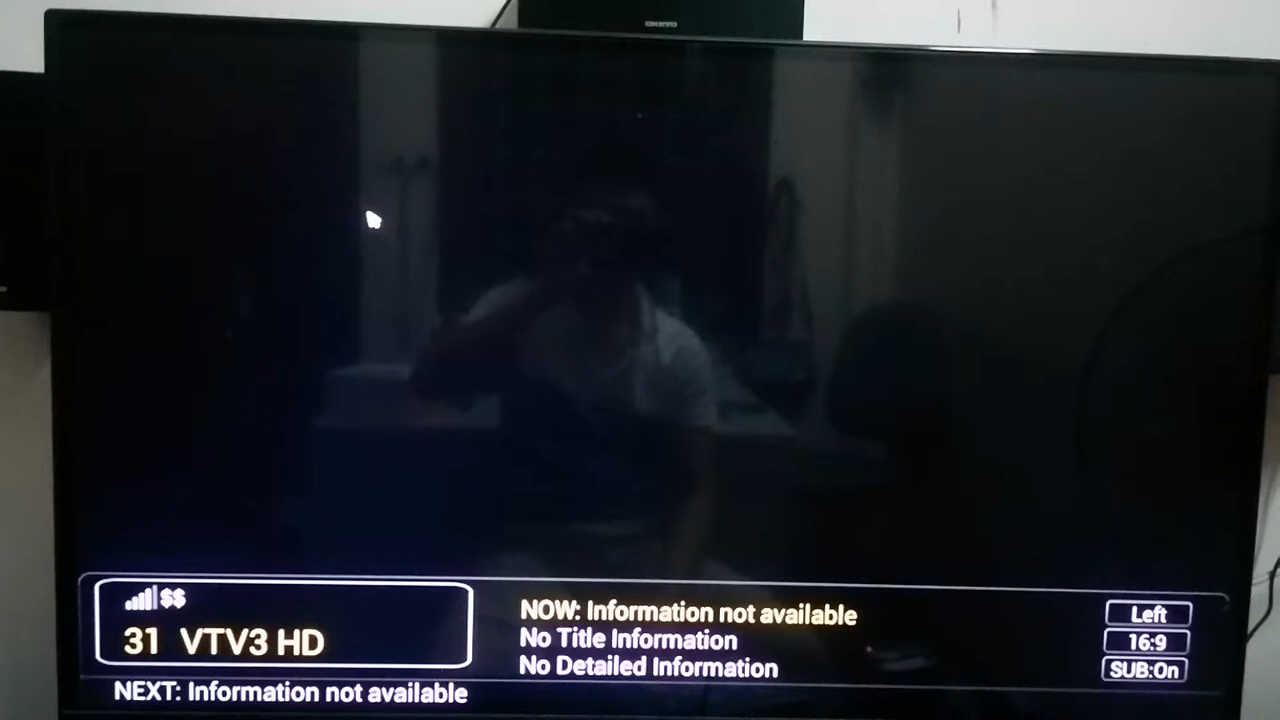 ONKYO
$$
31 VTV3 HD
NOW: Information not available
No Title Information
No Detailed Information
Left
16:9
SUB:On
NEXT: Information not available